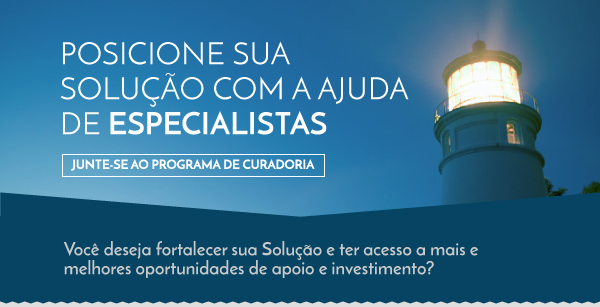 POSICIONE SUA
SOLUÇÃO COM A AJUDA
DE ESPECIALISTAS
JUNTE-SE AO PROGRAMA DE CURADORIA
Você deseja fortalecer sua Solução e ter acesso a mais e
melhores oportunidades de apoio e investimento?